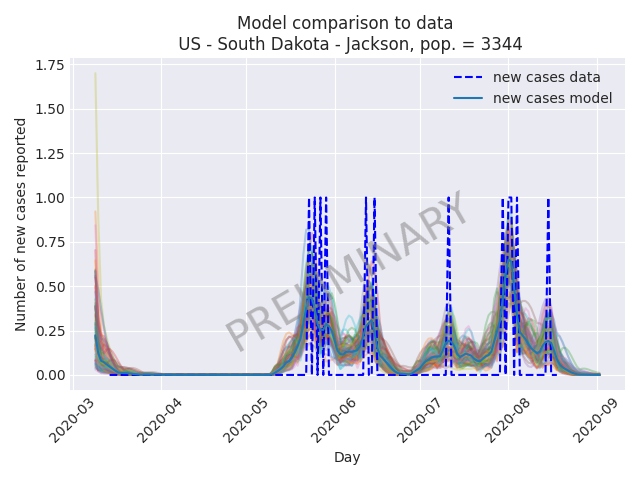 Model comparison to data
US - South Dakota - Jackson, pop. = 3344
new cases data
new cases model
Number of new cases reported
1.75
1.50
1.25
1.00
0.75
0.50
0.25
0.00
PRELIMINARY
2020-03
2020-04
2020-05
2020-06
2020-07
2020-08
2020-09
Day